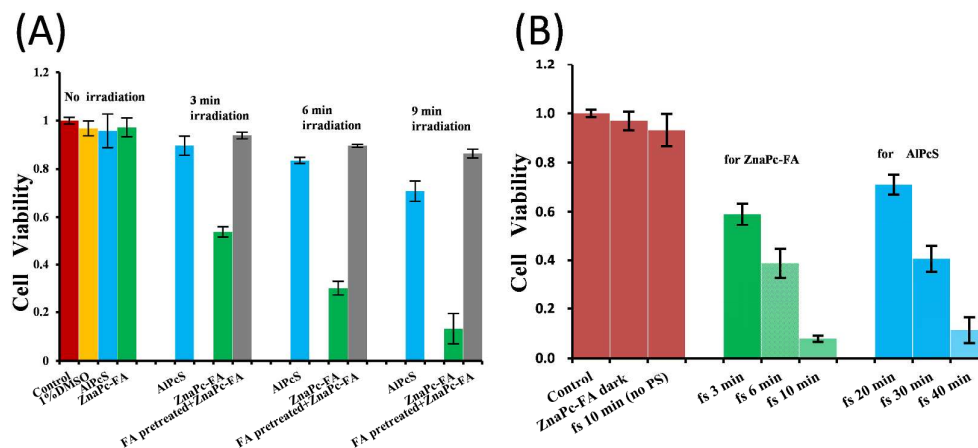 (A)
Cell Viability
1.2
1
0.8
0.6
0.4
0.2
0
No irradiation
3 min
irradiation
6 min
irradiation
9 min
irradiation
Control
1%DMSO
AlPcS
ZnaPc-FA
AlPcS
ZnaPc-FA
FA pretreated+ZnaPc-FA
AlPcS
ZnaPc-FA
FA pretreated+ZnaPc-FA
AlPcS
ZnaPc-FA
FA pretreated+ZnaPc-FA
(B)
Cell Viability
1.2
1.0
0.8
0.6
0.4
0.2
0.0
for ZnaPc-FA
for AlPcS
Control
ZnaPc-FA dark
fs 10 min (no PS)
fs 3 min
fs 6 min
fs 10 min
fs 20 min
fs 30 min
fs 40 min